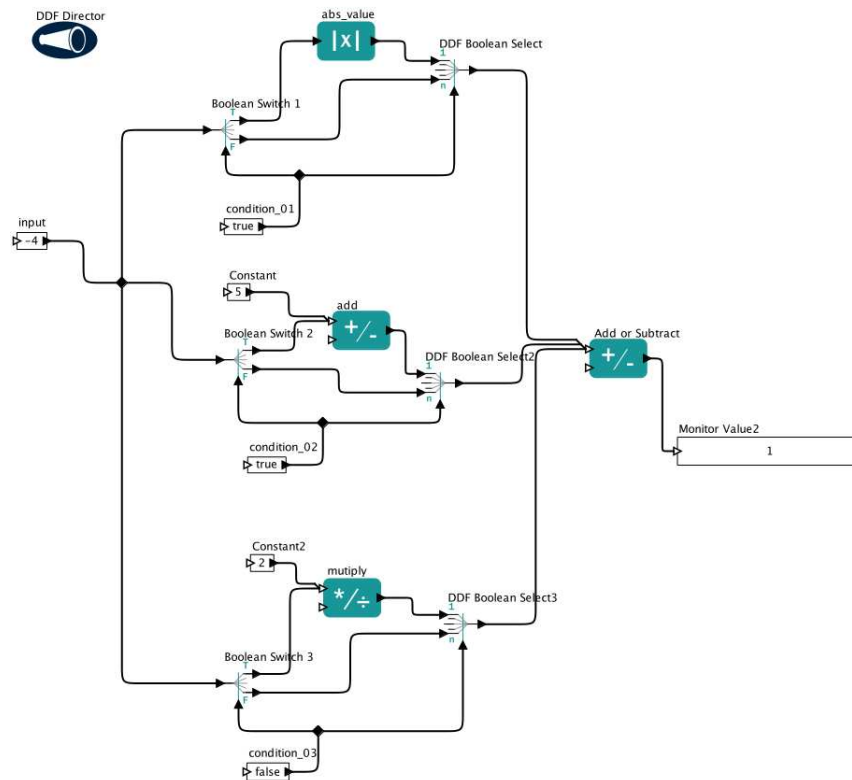 DDF Director
abs_value
|x|
DDF Boolean Select
1
n
Boolean Switch 1
T
F
condition_01
true
input
-4
Constant
5
add
+/-
Boolean Switch 2
T
F
DDF Boolean Select2
1
n
Add or Subtract
+/-
condition_02
true
Monitor Value2
1
Constant2
2
mutiply
*/÷
DDF Boolean Select3
1
n
Boolean Switch 3
T
F
condition_03
false